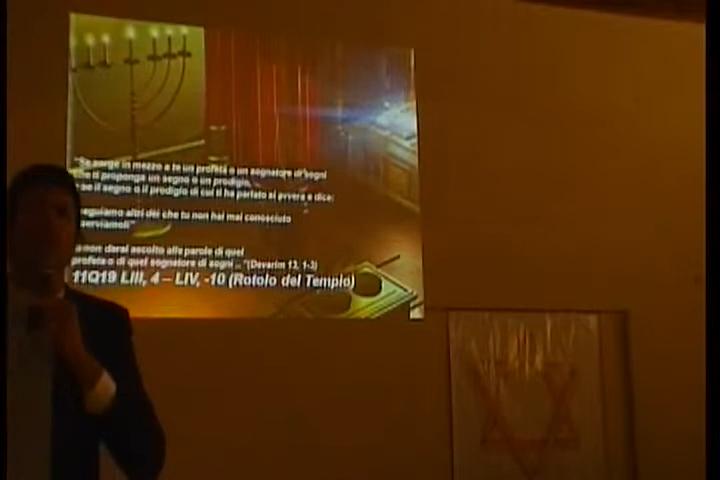 "Se sorge in mezzo a te un profeta o un sognatore di sogni
che ti proponga un segno o un prodigio,
e se il segno o il prodigio di cui ti ha parlato si avvera e dice:
seguiamo altri dei che tu non hai mai conosciuto
serviamoli"
non darai ascolto alle parole di quel
profeta o di quel sognatore di sogni... "(Devarim 13, 1-3)
11Q19 LIII, 4 – LIV, -10 (Rotolo del Tempio)